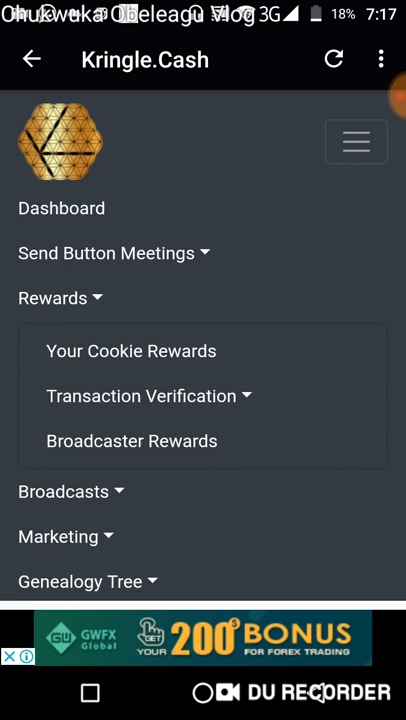 Chukwuka Obeleagu Vlog 3G 18% 7:17
Kringle.Cash
Dashboard
Send Button Meetings
Rewards
Your Cookie Rewards
Transaction Verification
Broadcaster Rewards
Broadcasts
Marketing
Genealogy Tree
GWFX
Global
GET
YOUR
200%
BONUS
FOR FOREX TRADING
DU RECORDER